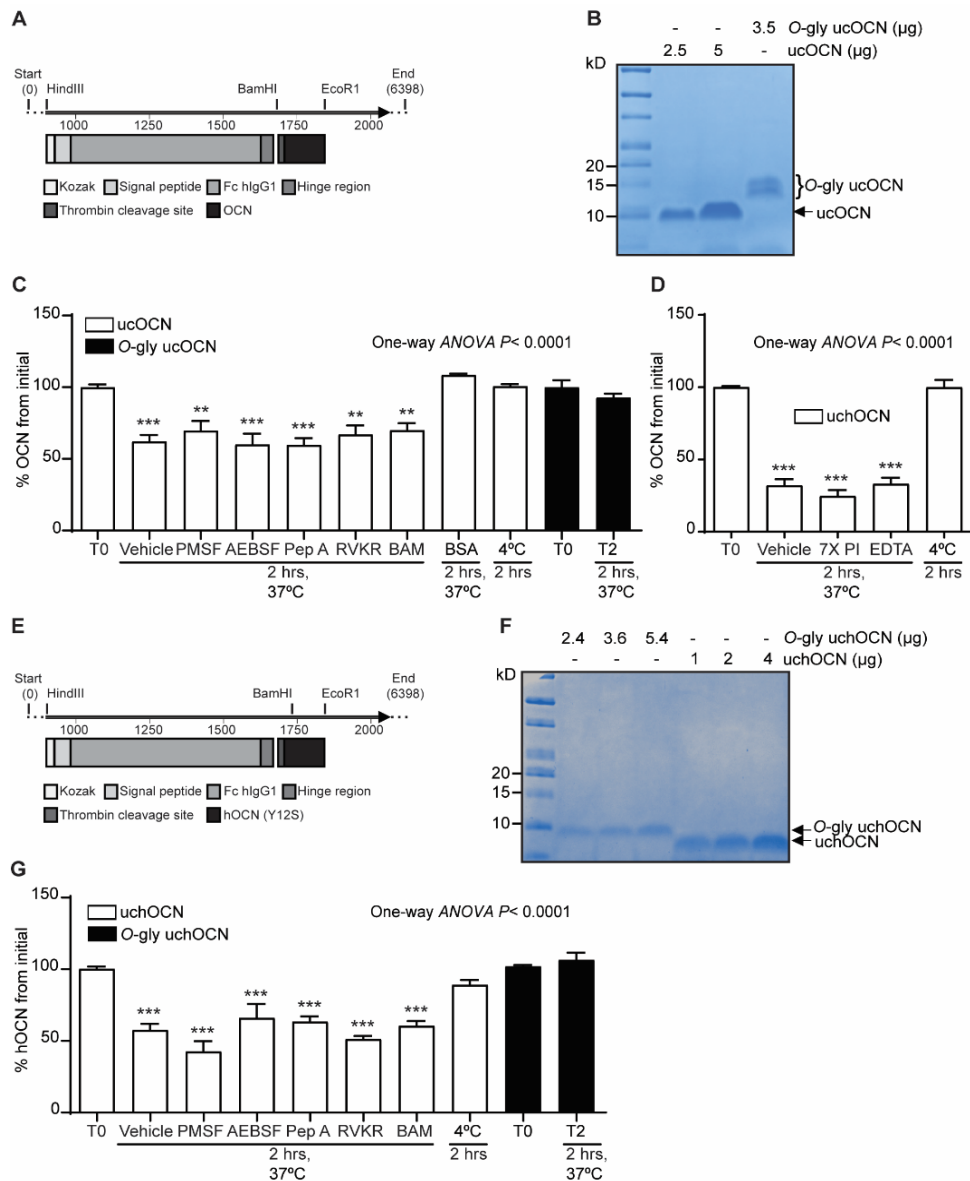 A
Start
(0)
HindIII
BamHI
EcoR1
End
(6398)
1000 1250 1500 1750 2000
Kozak Signal peptide Fc hIgG1 Hinge region
Thrombin cleavage site OCN
B
- - 3.5 O-gly ucOCN (µg)
2.5 5 - ucOCN (µg)
kD
20
15
10
O-gly ucOCN
ucOCN
C
ucOCN
O-gly ucOCN
One-way ANOVA P< 0.0001
% OCN from initial
150
100
50
0
*** ** *** *** ** **
T0 Vehicle PMSF AEBSF Pep A RVKR BAM BSA 4ºC T0 T2
2 hrs, 37ºC
2 hrs, 37ºC
2 hrs
2 hrs, 37ºC
D
One-way ANOVA P< 0.0001
uchOCN
% OCN from initial
150
100
50
0
*** *** ***
T0 Vehicle 7X PI EDTA 4ºC
2 hrs, 37ºC
2 hrs
E
Start
(0)
HindIII
BamHI
EcoR1
End
(6398)
1000 1250 1500 1750 2000
Kozak Signal peptide Fc hIgG1 Hinge region
Thrombin cleavage site hOCN (Y12S)
F
2.4 3.6 5.4 - - - O-gly uchOCN (µg)
- - - 1 2 4 uchOCN (µg)
kD
20
15
10
O-gly uchOCN
uchOCN
G
uchOCN
O-gly uchOCN
One-way ANOVA P< 0.0001
% hOCN from initial
150
100
50
0
*** *** *** *** *** ***
T0 Vehicle PMSF AEBSF Pep A RVKR BAM 4ºC T0 T2
2 hrs, 37ºC
2 hrs
2 hrs, 37ºC